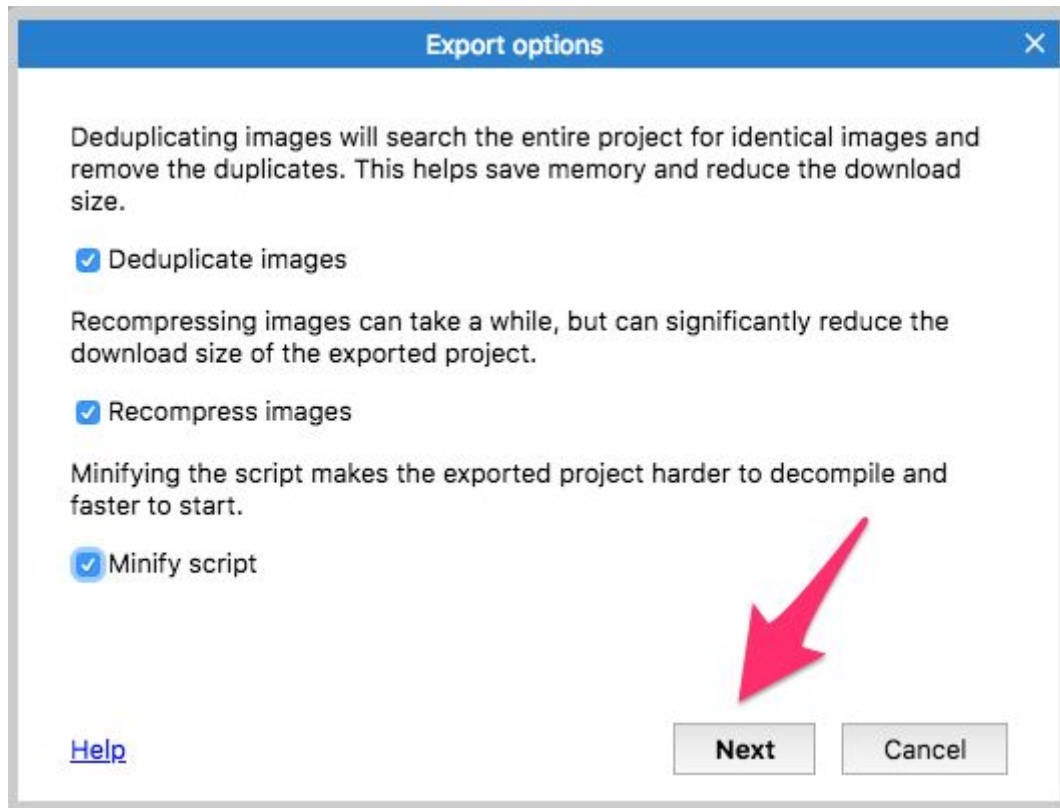 Export options
Deduplicating images will search the entire project for identical images and
remove the duplicates. This helps save memory and reduce the download
size.
Deduplicate images
Recompressing images can take a while, but can significantly reduce the
download size of the exported project.
Recompress images
Minifying the script makes the exported project harder to decompile and
faster to start.
Minify script
Help
Next
Cancel